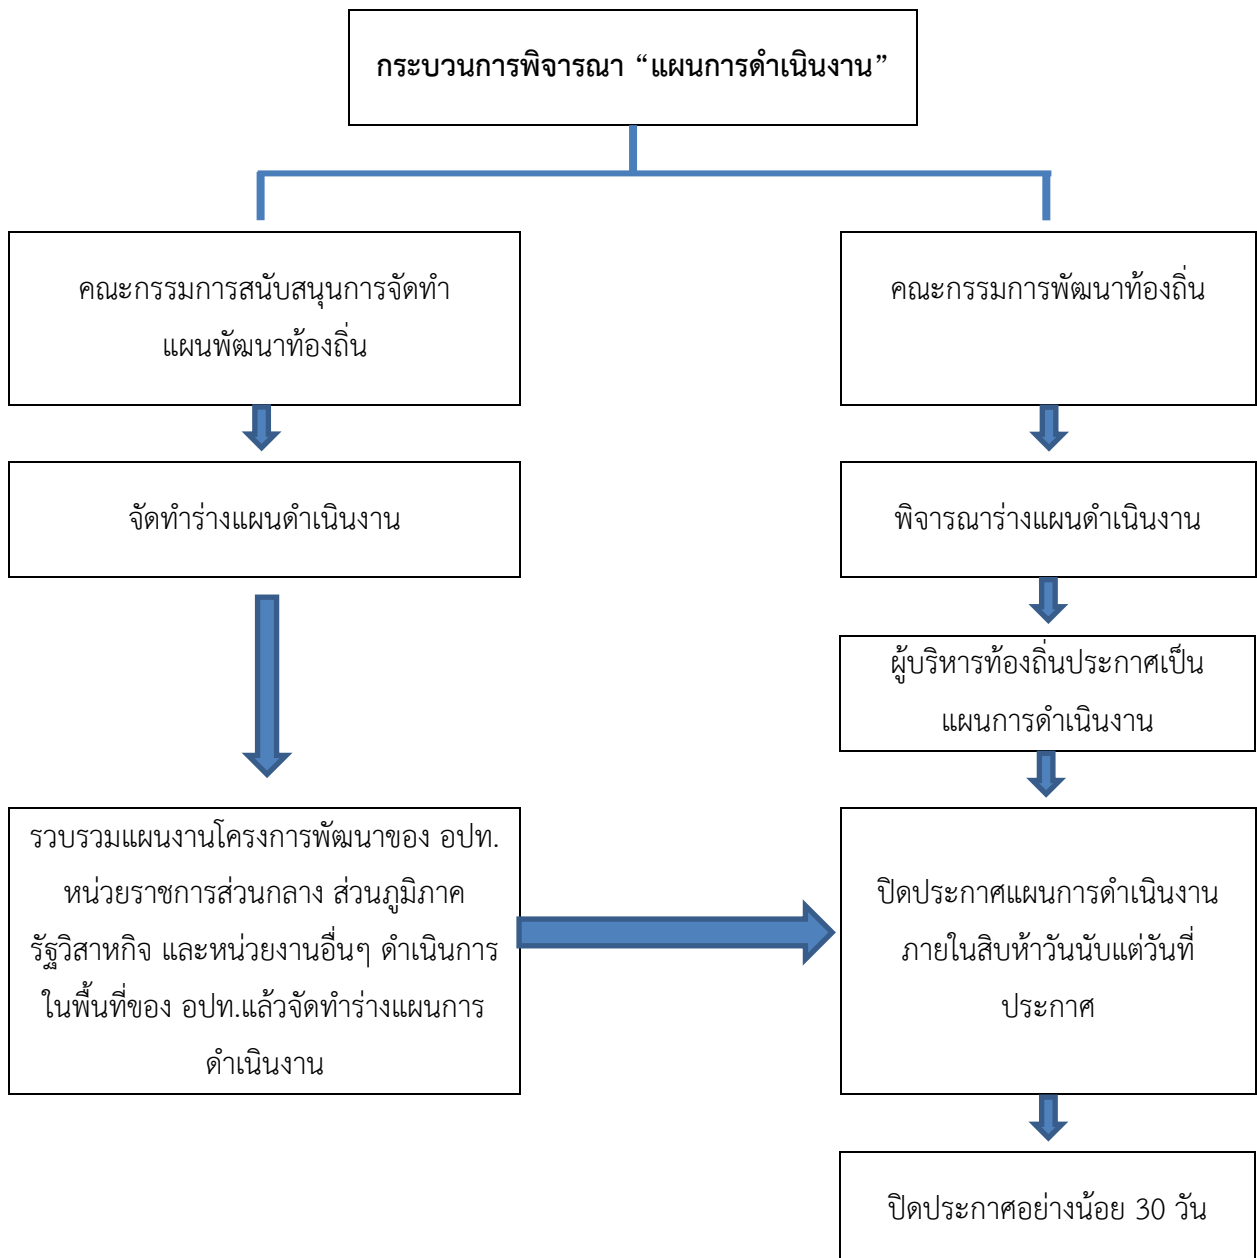 กระบวนการพิจารณา “แผนการดำเนินงาน”
คณะกรรมการสนับสนุนการจัดทำ
แผนพัฒนาท้องถิ่น
จัดทำร่างแผนดำเนินงาน
รวบรวมแผนงานโครงการพัฒนาของ อปท.
หน่วยราชการส่วนกลาง ส่วนภูมิภาค
รัฐวิสาหกิจ และหน่วยงานอื่นๆ ดำเนินการ
ในพื้นที่ของ อปท.แล้วจัดทำร่างแผนการ
ดำเนินงาน
คณะกรรมการพัฒนาท้องถิ่น
พิจารณาร่างแผนดำเนินงาน
ผู้บริหารท้องถิ่นประกาศเป็น
แผนการดำเนินงาน
ปิดประกาศแผนการดำเนินงาน
ภายในสิบห้าวันนับแต่วันที่
ประกาศ
ปิดประกาศอย่างน้อย 30 วัน